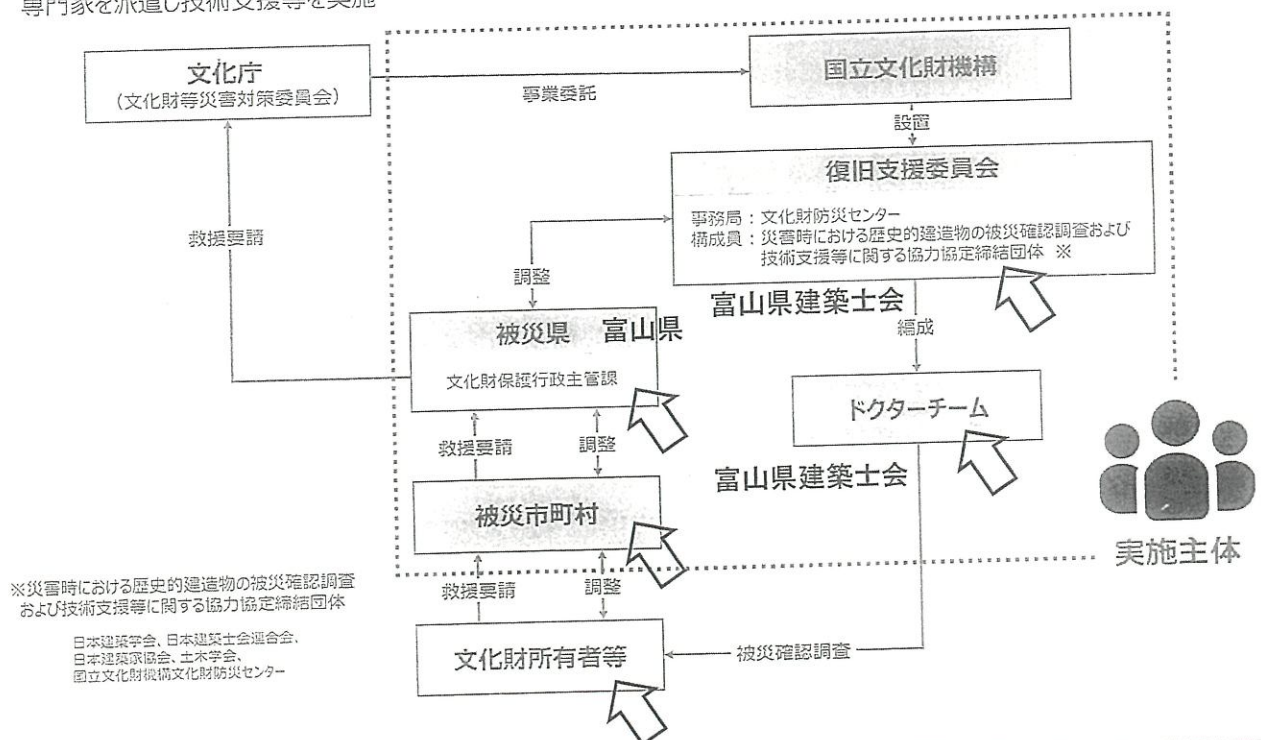 専門家を派遣し技術支援等を実施
文化庁
(文化財等災害対策委員会)
事業委託
国立文化財機構
設置
復旧支援委員会
事務局:文化財防災センター
構成員:災害時における歴史的建造物の被災確認調査および
技術支援等に関する協力協定締結団体 ※
救援要請
調整
富山県建築士会
編成
被災県
富山県
文化財保護行政主管課
ドクターチーム
救援要請
調整
富山県建築士会
被災市町村
実施主体
救援要請
調整
※災害時における歴史的建造物の被災確認調査
および技術支援等に関する協力協定締結団体
日本建築学会、日本建築士会連合会、
日本建築家協会、土木学会、
国立文化財機構文化財防災センター
文化財所有者等
被災確認調査